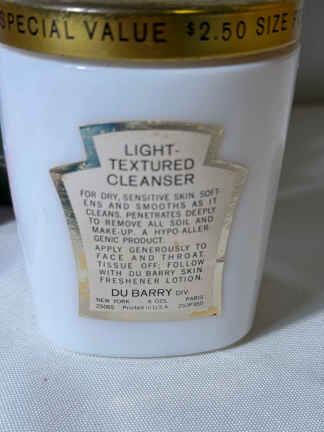 SPECIAL VALUE $2.50 SIZE
LIGHT-
TEXTURED
CLEANSER
FOR DRY, SENSITIVE SKIN. SOFT-
ENS AND SMOOTHS AS IT
CLEANS. PENETRATES DEEPLY
TO REMOVE ALL SOIL AND
MAKE-UP. A HYPO-ALLER-
GENIC PRODUCT.
APPLY GENEROUSLY TO
FACE AND THROAT.
TISSUE OFF; FOLLOW
WITH DU BARRY SKIN
FRESHENER LOTION.
DU BARRY DIV.
NEW YORK 4 OZS. PARIS
Printed in U.S.A.